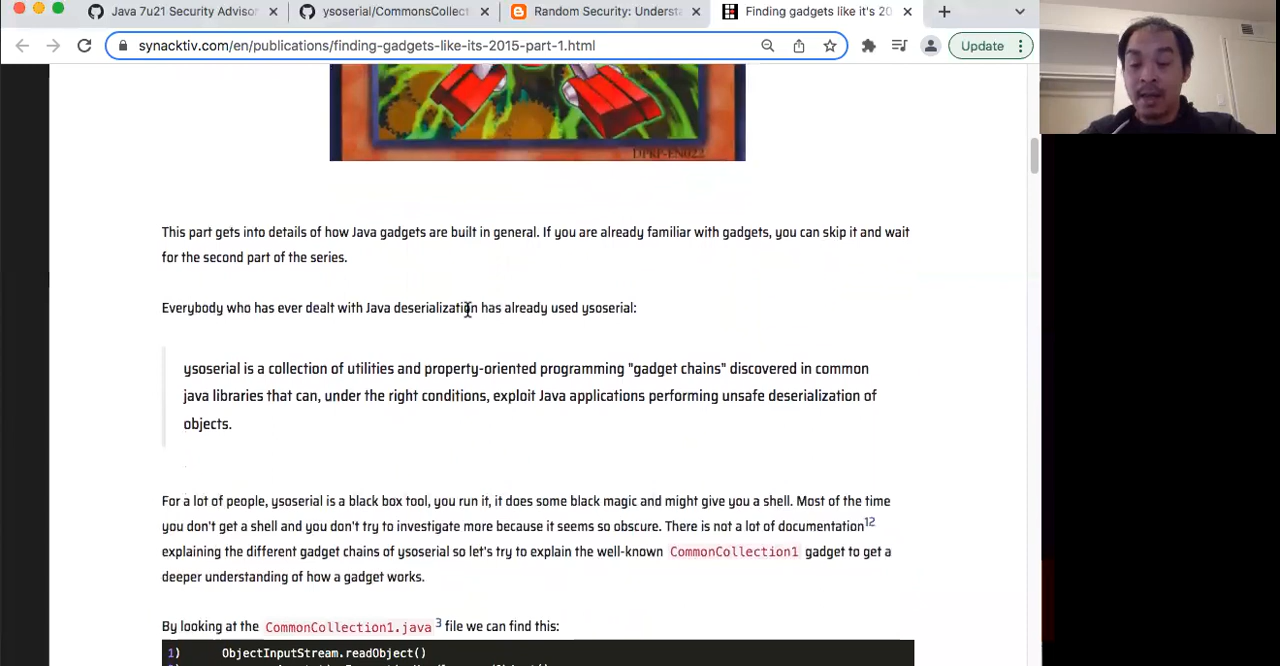 Java 7u21 Security Advisor
ysoserial/CommonsCollect
Random Security: Underst
Finding gadgets like it's 20
synacktiv.com/en/publications/finding-gadgets-like-its-2015-part-1.html
Update
DPKP-EN022
This part gets into details of how Java gadgets are built in general. If you are already familiar with gadgets, you can skip it and wait
for the second part of the series.
Everybody who has ever dealt with Java deserialization has already used ysoserial:
ysoserial is a collection of utilities and property-oriented programming "gadget chains" discovered in common
java libraries that can, under the right conditions, exploit Java applications performing unsafe deserialization of
objects.
For a lot of people, ysoserial is a black box tool, you run it, it does some black magic and might give you a shell. Most of the time
you don't get a shell and you don't try to investigate more because it seems so obscure. There is not a lot of documentation12
explaining the different gadget chains of ysoserial so let's try to explain the well-known CommonCollection1 gadget to get a
deeper understanding of how a gadget works.
By looking at the CommonCollection1.java 3 file we can find this:
1) ObjectInputStream.readObject()